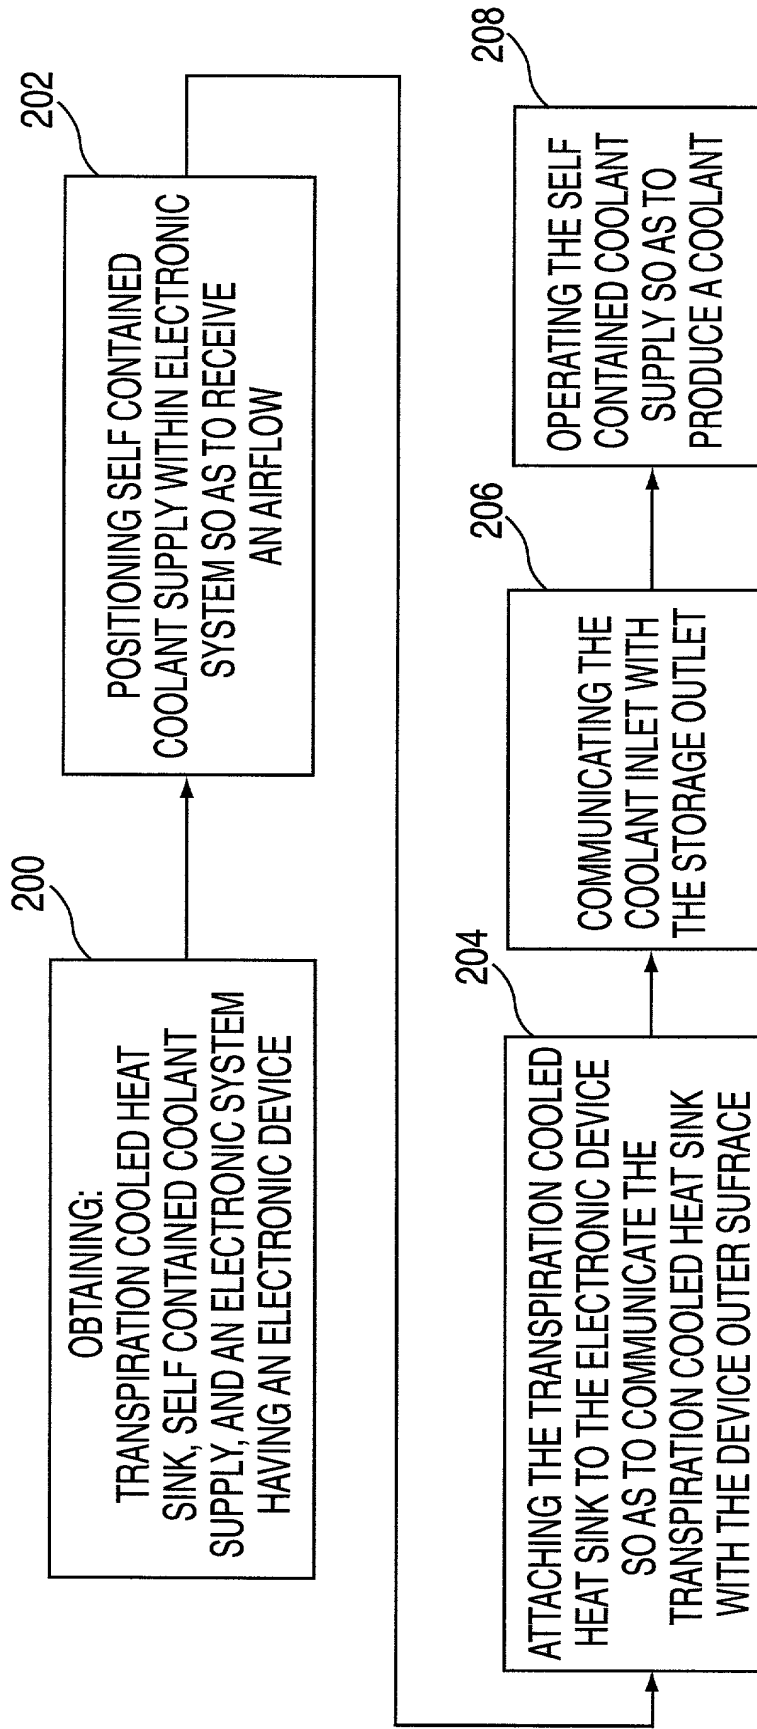 200
OBTAINING:
TRANSPIRATION COOLED HEAT
SINK, SELF CONTAINED COOLANT
SUPPLY, AND AN ELECTRONIC SYSTEM
HAVING AN ELECTRONIC DEVICE
202
POSITIONING SELF CONTAINED
COOLANT SUPPLY WITHIN ELECTRONIC
SYSTEM SO AS TO RECEIVE
AN AIRFLOW
204
ATTACHING THE TRANSPIRATION COOLED
HEAT SINK TO THE ELECTRONIC DEVICE
SO AS TO COMMUNICATE THE
TRANSPIRATION COOLED HEAT SINK
WITH THE DEVICE OUTER SUFRACE
206
COMMUNICATING THE
COOLANT INLET WITH
THE STORAGE OUTLET
208
OPERATING THE SELF
CONTAINED COOLANT
SUPPLY SO AS TO
PRODUCE A COOLANT